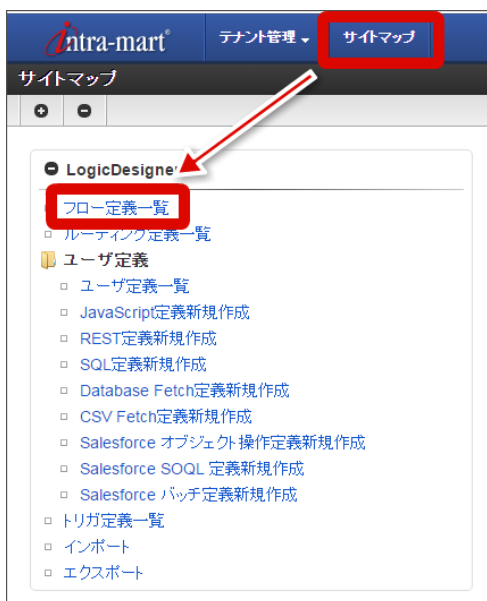 intra-mart®
テナント管理
サイトマップ
サイトマップ
LogicDesigner
フロー定義一覧
ルーティング定義一覧
ユーザ定義
ユーザ定義一覧
JavaScript定義新規作成
REST定義新規作成
SQL定義新規作成
Database Fetch定義新規作成
CSV Fetch定義新規作成
Salesforce オブジェクト操作定義新規作成
Salesforce SOQL 定義新規作成
Salesforce バッチ定義新規作成
トリガ定義一覧
インポート
エクスポート